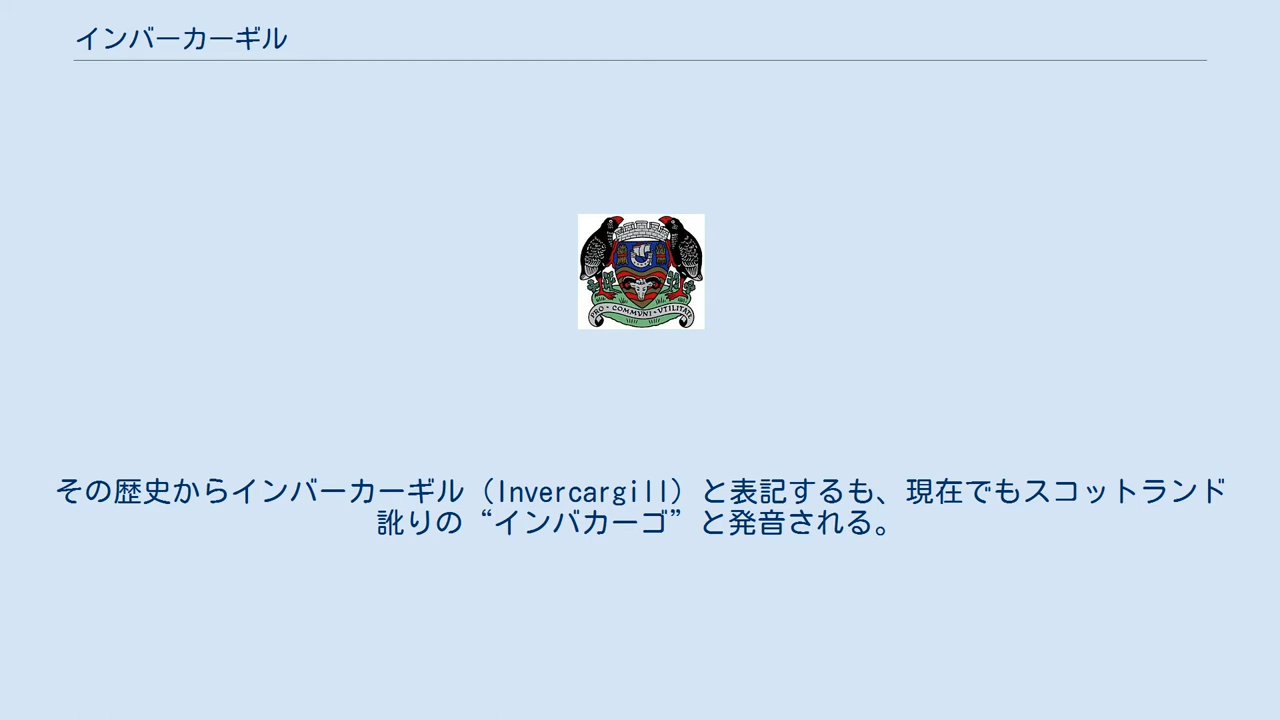 インバーカーギル
PRO・COMMVNI・VTILITATE
その歴史からインバーカーギル（Invercargill）と表記するも、現在でもスコットランド
訛りの“インバカーゴ”と発音される。